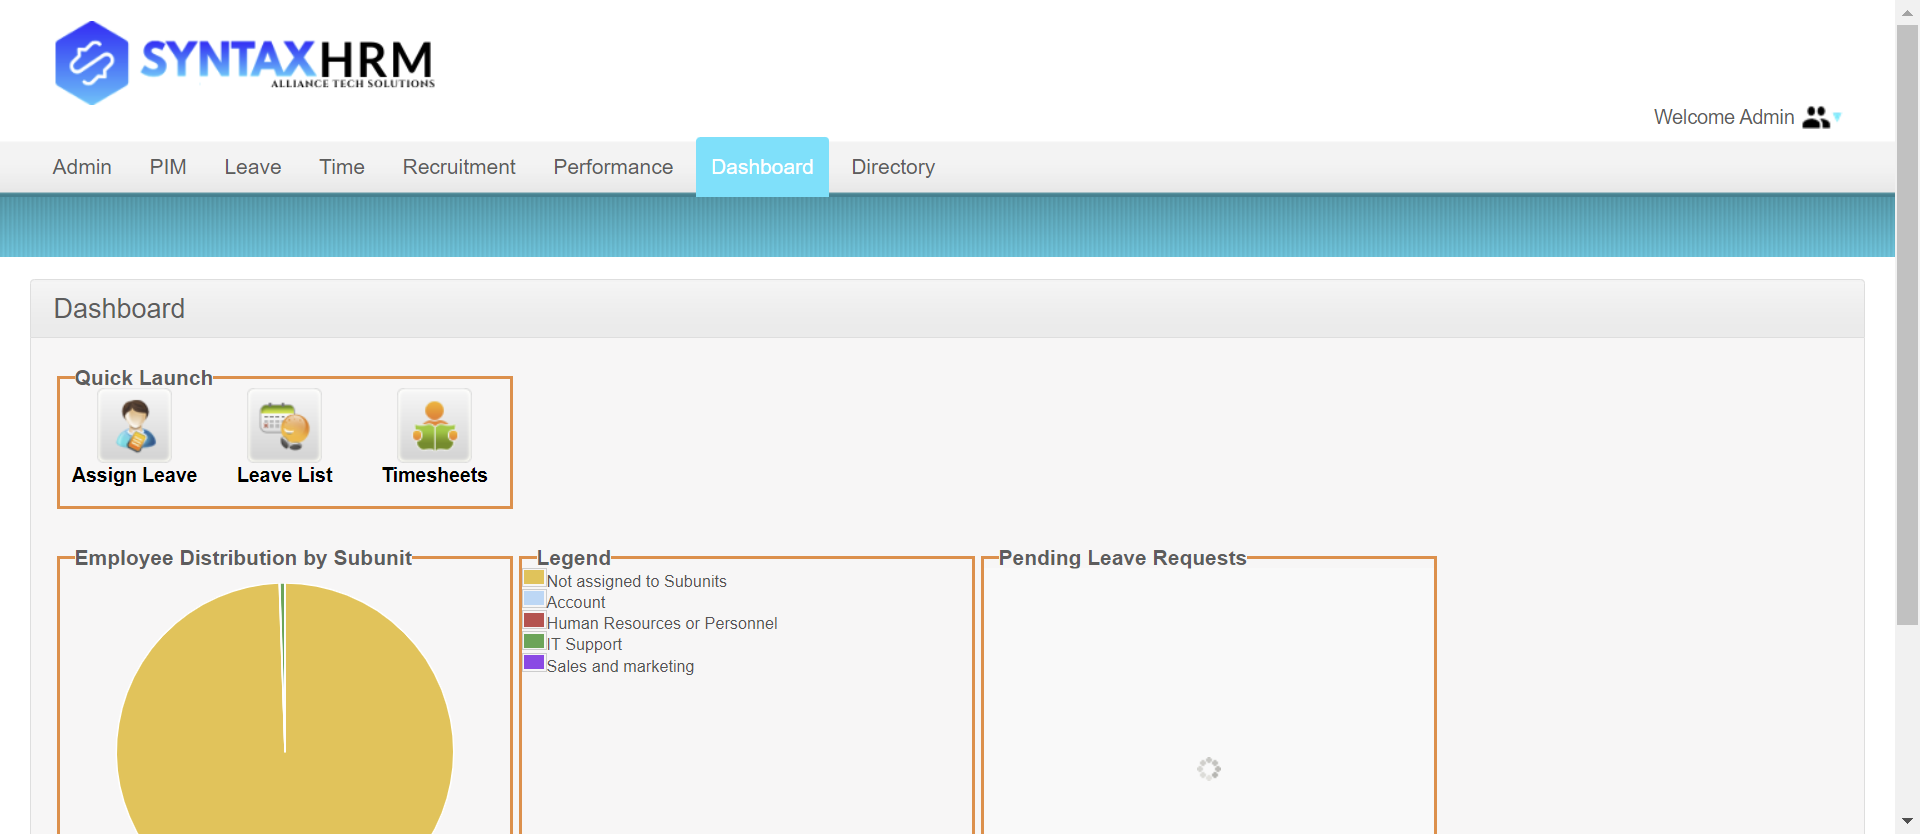 SYNTAXHRM
ALLIANCE TECH SOLUTIONS
Welcome Admin
Admin PIM Leave Time Recruitment Performance Dashboard Directory
Dashboard
Quick Launch
Assign Leave Leave List Timesheets
Employee Distribution by Subunit
Legend
Not assigned to Subunits
Account
Human Resources or Personnel
IT Support
Sales and marketing
Pending Leave Requests